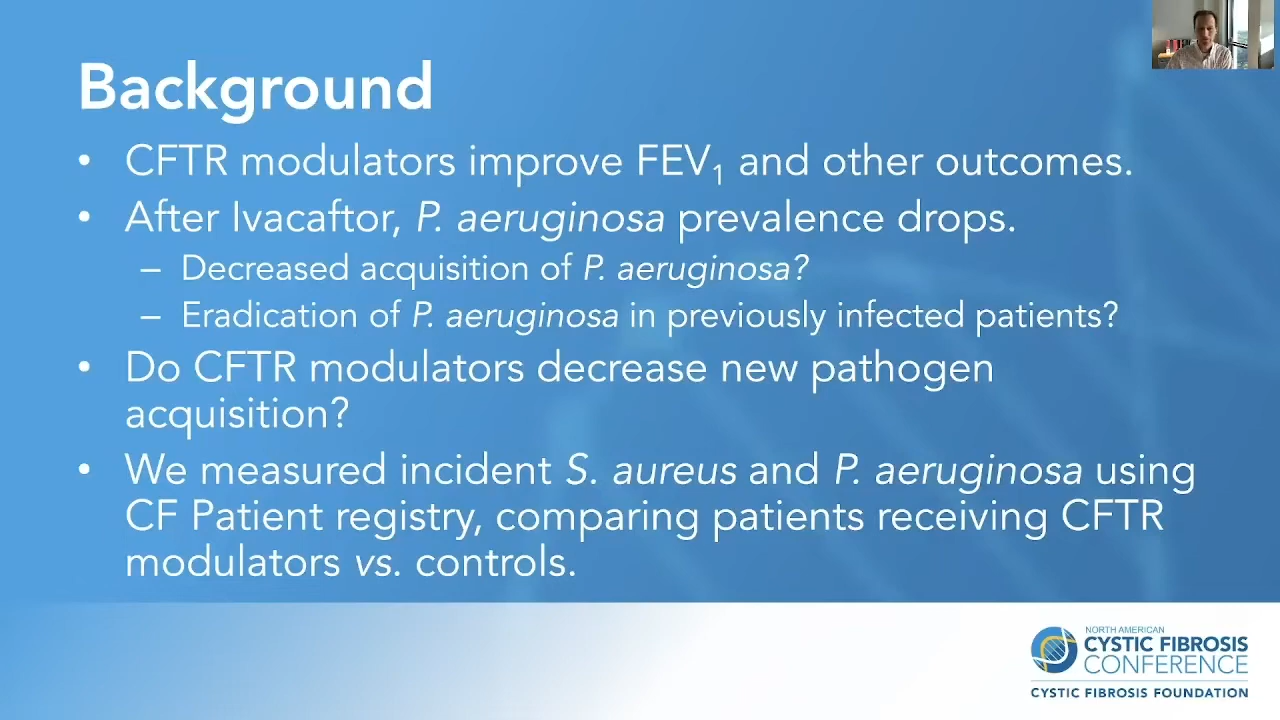 Background
• CFTR modulators improve FEV₁ and other outcomes.
• After Ivacaftor, P. aeruginosa prevalence drops.
– Decreased acquisition of P. aeruginosa?
– Eradication of P. aeruginosa in previously infected patients?
• Do CFTR modulators decrease new pathogen
acquisition?
• We measured incident S. aureus and P. aeruginosa using
CF Patient registry, comparing patients receiving CFTR
modulators vs. controls.
NORTH AMERICAN
CYSTIC FIBROSIS
CONFERENCE
CYSTIC FIBROSIS FOUNDATION